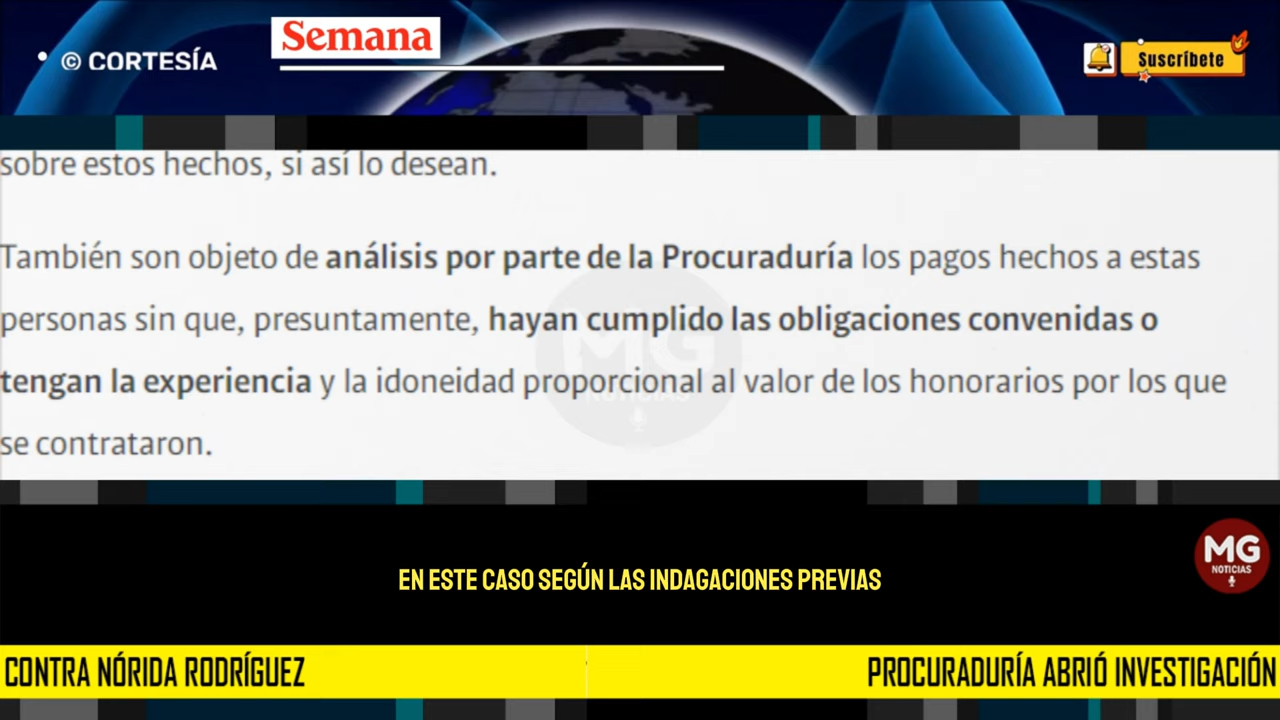 © CORTESÍA
Semana
Suscríbete
sobre estos hechos, si así lo desean.
También son objeto de análisis por parte de la Procuraduría los pagos hechos a estas
personas sin que, presuntamente, hayan cumplido las obligaciones convenidas o
tengan la experiencia y la idoneidad proporcional al valor de los honorarios por los que
se contrataron.
MG
NOTICIAS
EN ESTE CASO SEGÚN LAS INDAGACIONES PREVIAS
MG
NOTICIAS
CONTRA NÓRIDA RODRÍGUEZ
PROCURADURÍA ABRIÓ INVESTIGACIÓN